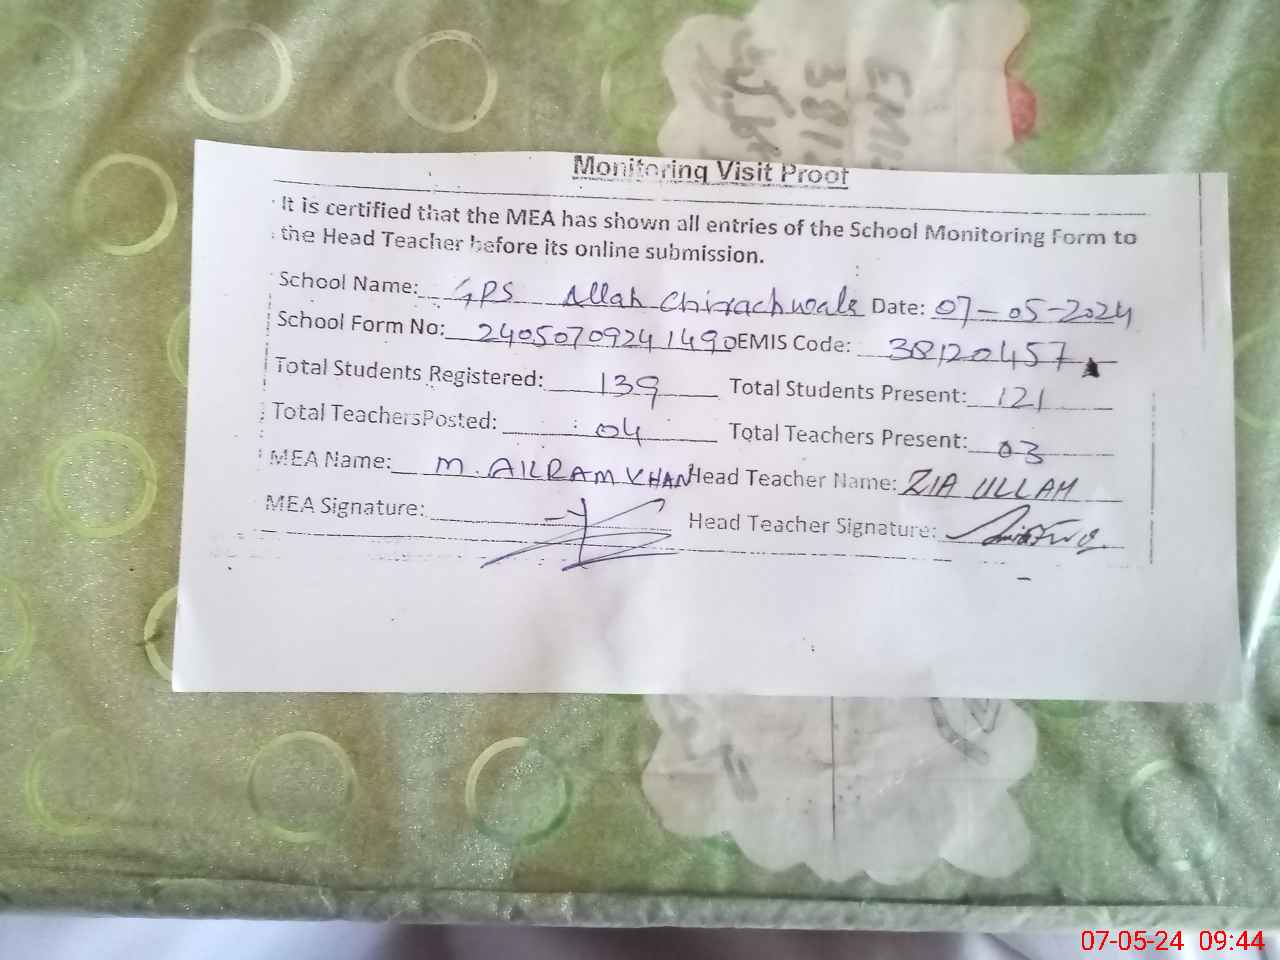 Monitoring Visit Proof
It is certified that the MEA has shown all entries of the School Monitoring Form to
the Head Teacher before its online submission.
School Name: GPS Allah Chirachwala Date: 07-05-2024
School Form No: 24050709241490 EMIS Code: 38120457
Total Students Registered: 139 Total Students Present: 121
Total TeachersPosted: 04 Total Teachers Present: 03
MEA Name: M. AKRAM KHAN Head Teacher Name: ZIA ULLAH
MEA Signature: Head Teacher Signature:
07-05-24 09:44